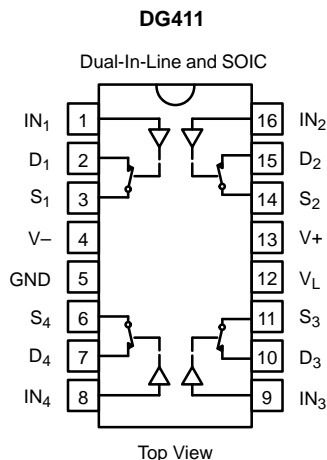 DG411
Dual-In-Line and SOIC
IN1 1 16 IN2
D1 2 15 D2
S1 3 14 S2
V– 4 13 V+
GND 5 12 VL
S4 6 11 S3
D4 7 10 D3
IN4 8 9 IN3
Top View